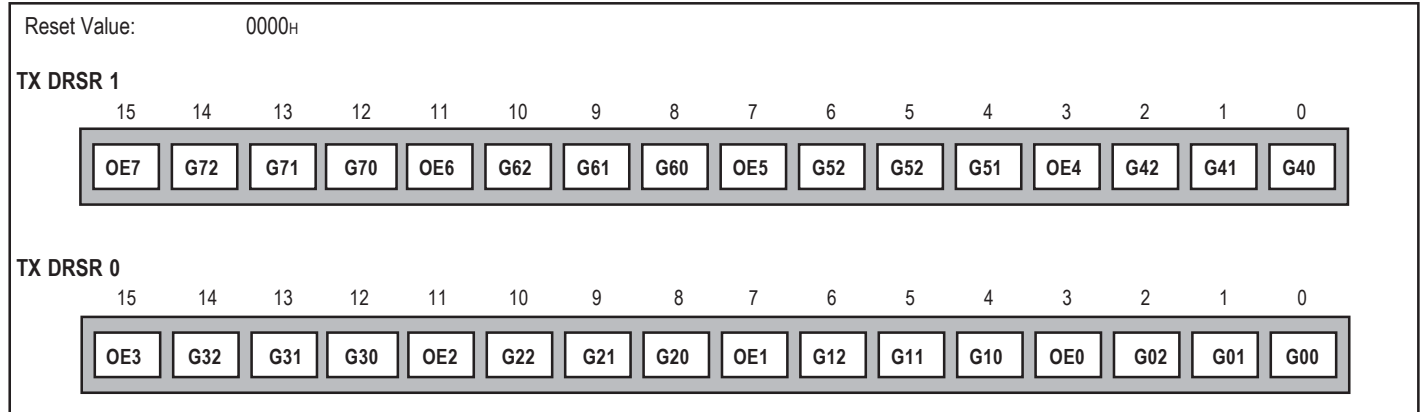 Reset Value: 0000H
TX DRSR 1
15 14 13 12 11 10 9 8 7 6 5 4 3 2 1 0
OE7 G72 G71 G70 OE6 G62 G61 G60 OE5 G52 G52 G51 OE4 G42 G41 G40
TX DRSR 0
15 14 13 12 11 10 9 8 7 6 5 4 3 2 1 0
OE3 G32 G31 G30 OE2 G22 G21 G20 OE1 G12 G11 G10 OE0 G02 G01 G00